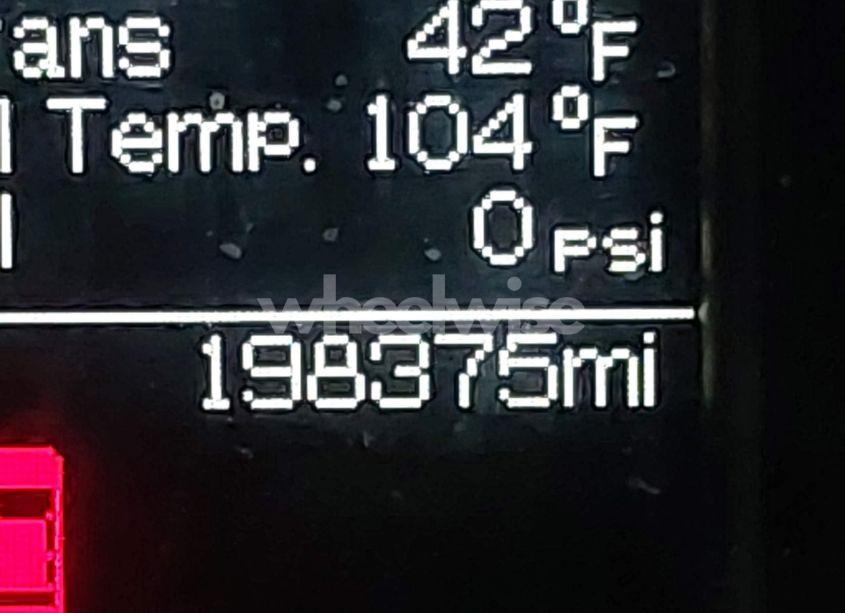 ans 42°F
l Temp. 104°F
l 0 psi
wheelwise
198375mi